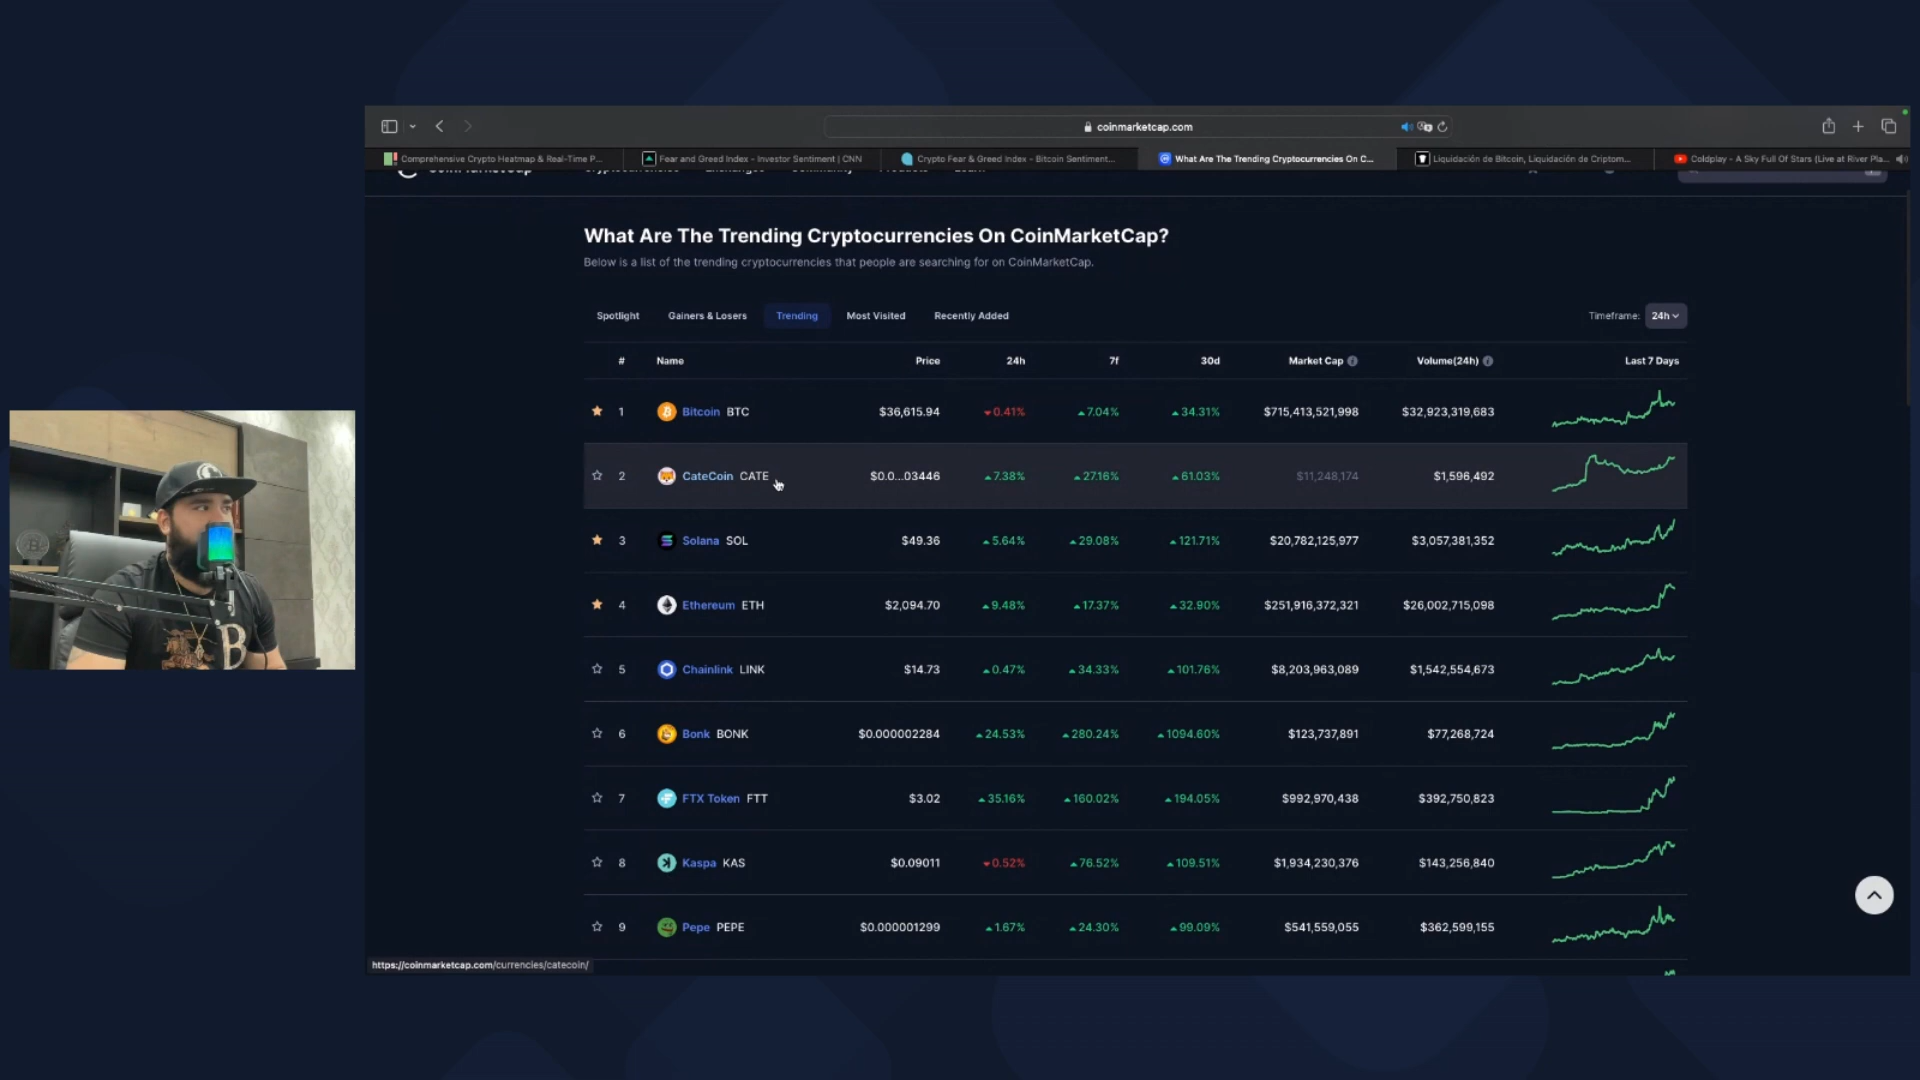 coinmarketcap.com
Comprehensive Crypto Heatmap & Real-Time P...
Fear and Greed Index - Investor Sentiment | CNN
Crypto Fear & Greed Index - Bitcoin Sentiment...
What Are The Trending Cryptocurrencies On C...
Liquidación de Bitcoin, Liquidación de Criptom...
Coldplay - A Sky Full Of Stars (Live at River Pla...
What Are The Trending Cryptocurrencies On CoinMarketCap?
Below is a list of the trending cryptocurrencies that people are searching for on CoinMarketCap.
Spotlight Gainers & Losers Trending Most Visited Recently Added Timeframe: 24h
# Name Price 24h 7f 30d Market Cap Volume(24h) Last 7 Days
1 Bitcoin BTC $36,615.94 0.41% 7.04% 34.31% $715,413,521,998 $32,923,319,683
2 CateCoin CATE $0.0...03446 7.38% 27.16% 61.03% $11,248,174 $1,596,492
3 Solana SOL $49.36 5.64% 29.08% 121.71% $20,782,125,977 $3,057,381,352
4 Ethereum ETH $2,094.70 9.48% 17.37% 32.90% $251,916,372,321 $26,002,715,098
5 Chainlink LINK $14.73 0.47% 34.33% 101.76% $8,203,963,089 $1,542,554,673
6 Bonk BONK $0.000002284 24.53% 280.24% 1094.60% $123,737,891 $77,268,724
7 FTX Token FTT $3.02 35.16% 160.02% 194.05% $992,970,438 $392,750,823
8 Kaspa KAS $0.09011 0.52% 76.52% 109.51% $1,934,230,376 $143,256,840
9 Pepe PEPE $0.000001299 1.67% 24.30% 99.09% $541,559,055 $362,599,155
https://coinmarketcap.com/currencies/catecoin/
B